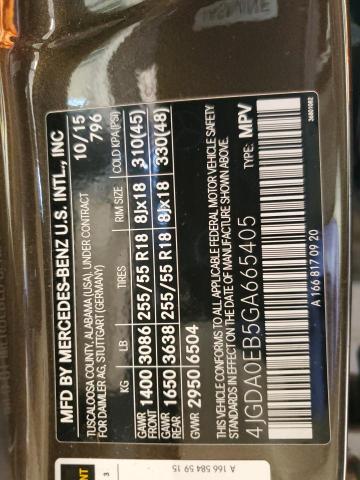 MFD BY MERCEDES-BENZ U.S. INTL., INC
TUSCALOOSA COUNTY, ALABAMA (USA), UNDER CONTRACT 10/15
FOR DAIMLER AG, STUTTGART (GERMANY) 796
KG LB TIRES RIM SIZE COLD KPA(PSI)
GAWR FRONT 1400 3086 255/55 R18 8Jx18 310(45)
GAWR REAR 1650 3638 255/55 R18 8Jx18 330(48)
GVWR 2950 6504
THIS VEHICLE CONFORMS TO ALL APPLICABLE FEDERAL MOTOR VEHICLE SAFETY
STANDARDS IN EFFECT ON THE DATE OF MANUFACTURE SHOWN ABOVE.
4JGDA0EB5GA665405 TYPE: MPV
A 166 817 09 20
A 166 584 59 15
3